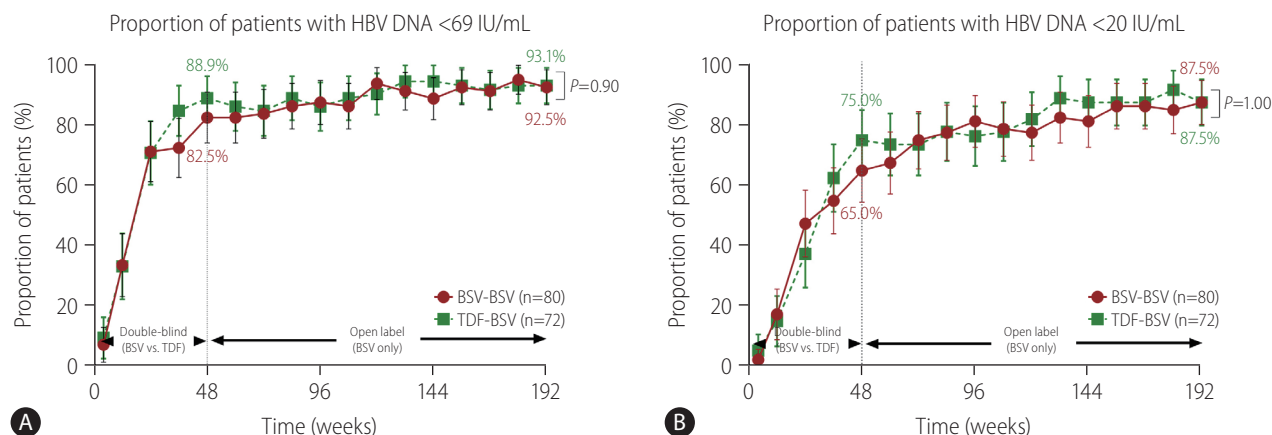 Proportion of patients with HBV DNA <69 IU/mL
Proportion of patients (%)
100
80
60
40
20
0
88.9%
82.5%
93.1%
92.5%
P=0.90
BSV-BSV (n=80)
TDF-BSV (n=72)
Double-blind
(BSV vs. TDF)
Open label
(BSV only)
0
48
96
144
192
Time (weeks)
A
Proportion of patients with HBV DNA <20 IU/mL
Proportion of patients (%)
100
80
60
40
20
0
75.0%
65.0%
87.5%
87.5%
P=1.00
BSV-BSV (n=80)
TDF-BSV (n=72)
Double-blind
(BSV vs. TDF)
Open label
(BSV only)
0
48
96
144
192
Time (weeks)
B